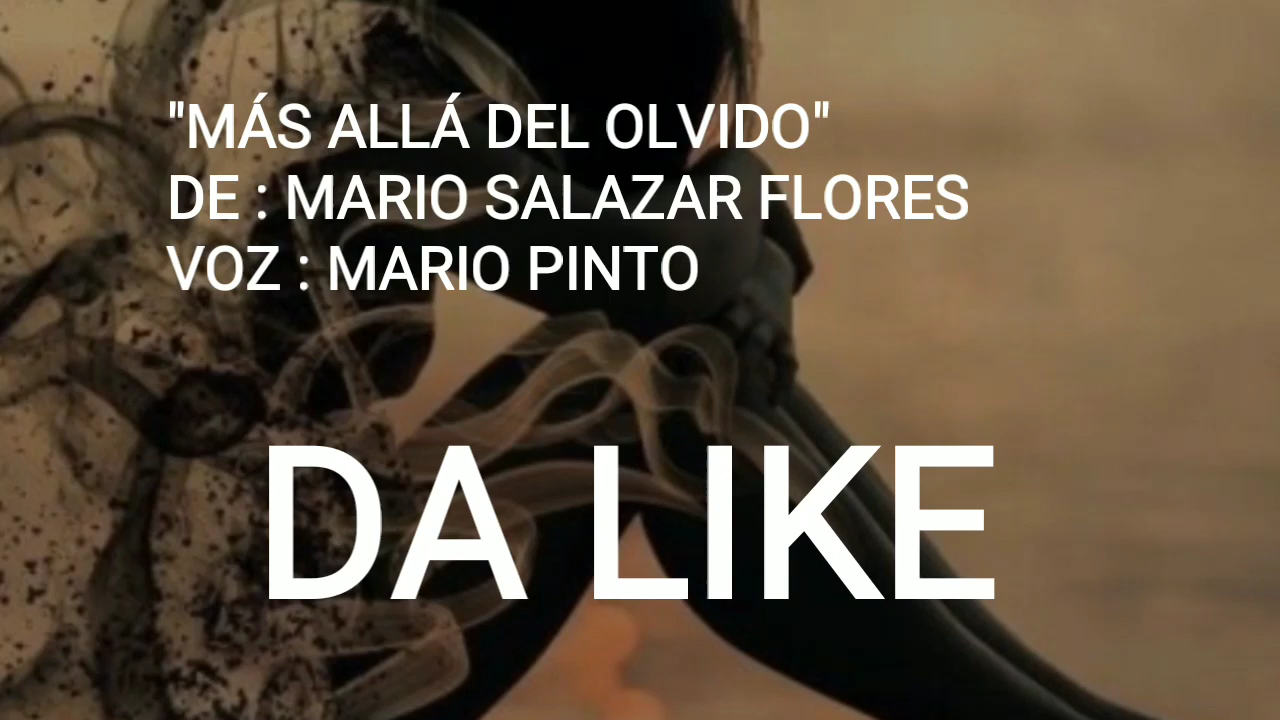 "MÁS ALLÁ DEL OLVIDO"
DE : MARIO SALAZAR FLORES
VOZ : MARIO PINTO
DA LIKE